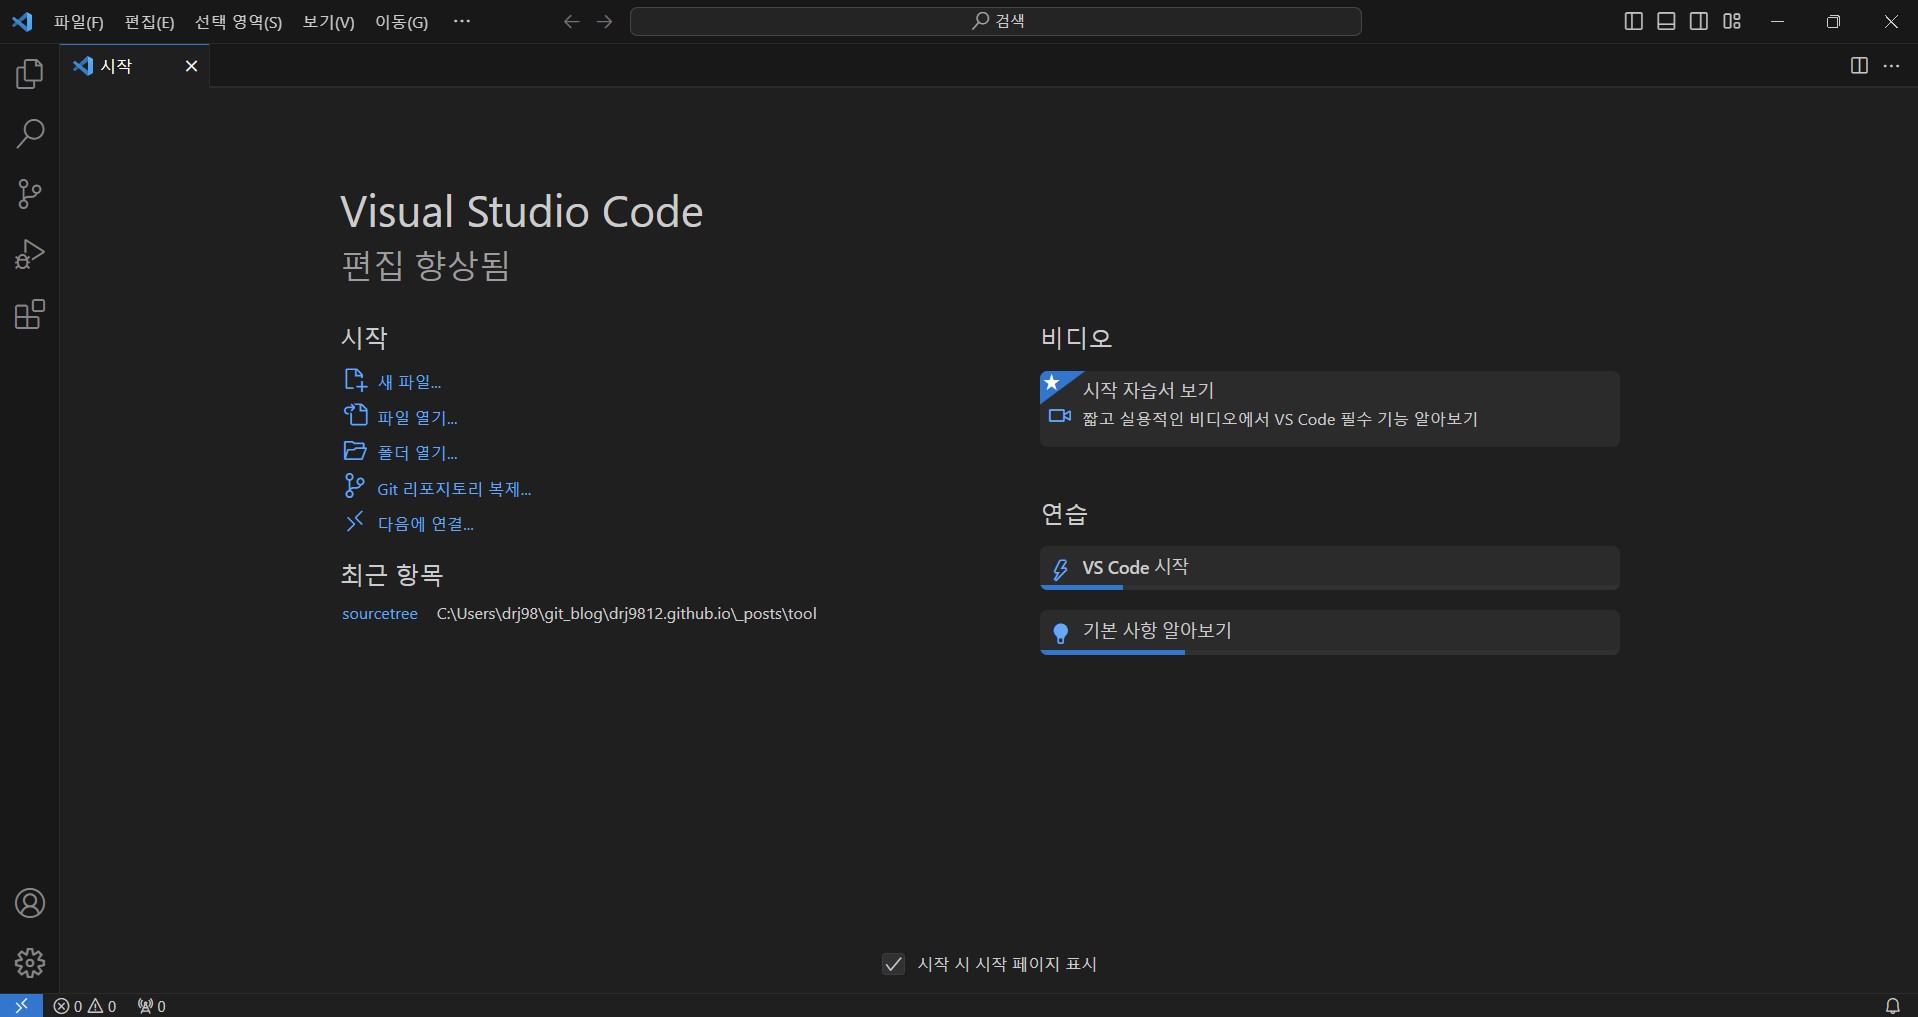 파일(F) 편집(E) 선택 영역(S) 보기(V) 이동(G) ··· 검색
시작
Visual Studio Code
편집 향상됨
시작
새 파일...
파일 열기...
폴더 열기...
Git 리포지토리 복제...
다음에 연결...
최근 항목
sourcetree C:\Users\drj98\git_blog\drj9812.github.io\_posts\tool
비디오
시작 자습서 보기
짧고 실용적인 비디오에서 VS Code 필수 기능 알아보기
연습
VS Code 시작
기본 사항 알아보기
시작 시 시작 페이지 표시
0 0 0